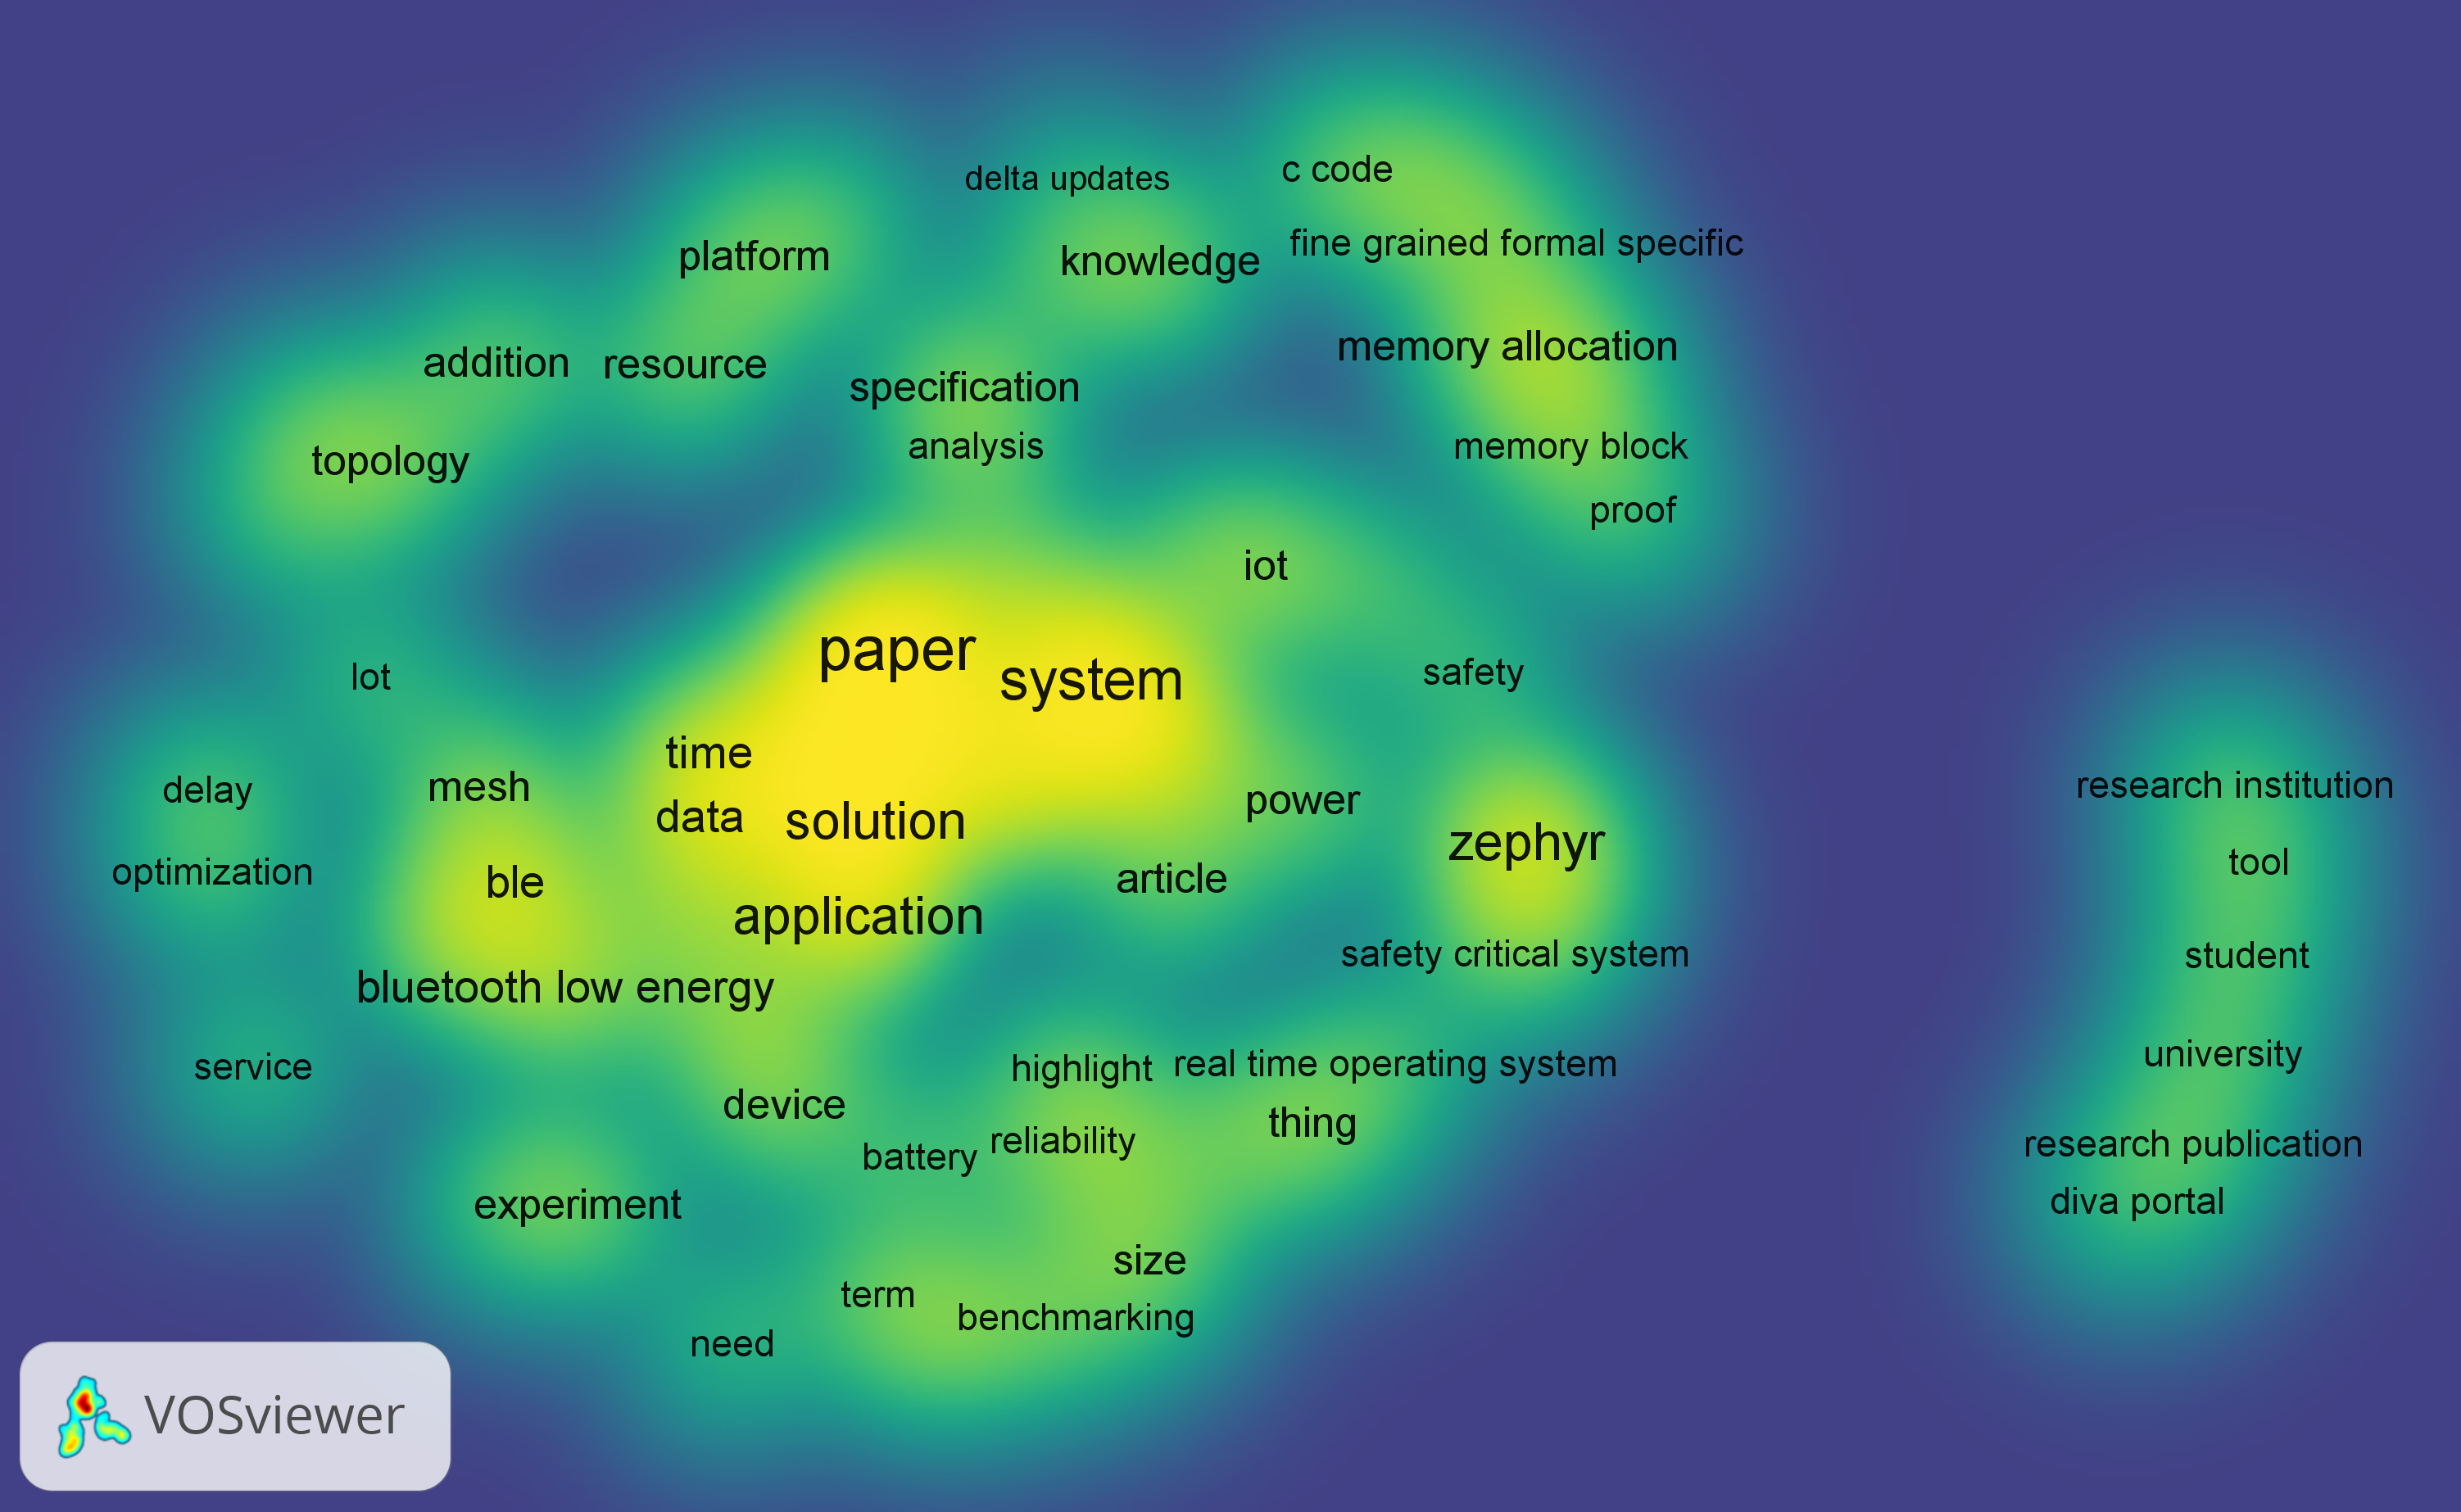 delta updates
c code
platform
knowledge
fine grained formal specific
addition
resource
specification
memory allocation
topology
analysis
memory block
proof
iot
paper
system
lot
safety
time
delay
mesh
data
solution
power
zephyr
research institution
optimization
ble
application
article
tool
safety critical system
student
bluetooth low energy
service
highlight
real time operating system
university
device
battery
reliability
thing
research publication
experiment
diva portal
size
term
benchmarking
need
VOSviewer